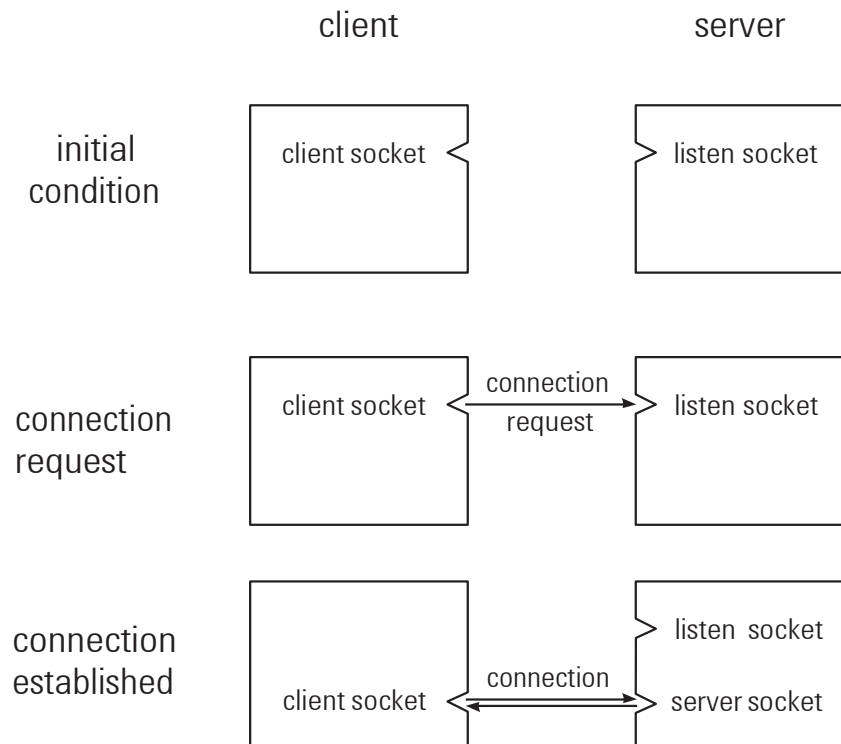 client server
initial
condition
client socket listen socket
connection
request
client socket connection
request listen socket
connection
established
listen socket
client socket connection server socket